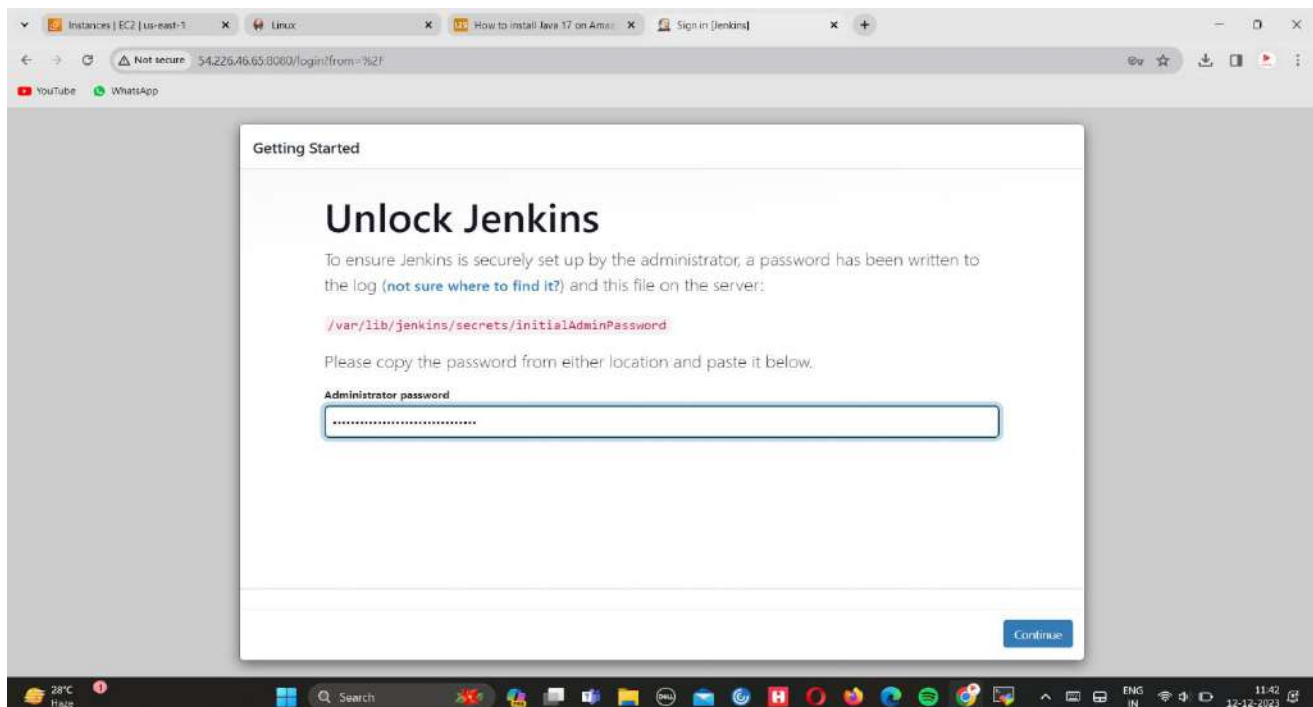 Instances | EC2 | us-east-1
Linux
How to install Java 17 on Amaz
Sign in [Jenkins]
Not secure 54.226.46.65:8080/login?from=%2F
YouTube WhatsApp
Getting Started
Unlock Jenkins
To ensure Jenkins is securely set up by the administrator, a password has been written to
the log (not sure where to find it?) and this file on the server:
/var/lib/jenkins/secrets/initialAdminPassword
Please copy the password from either location and paste it below.
Administrator password
Continue
28°C
Haze
1
Search
DELL
H
ENG
IN
11:42
12-12-2023